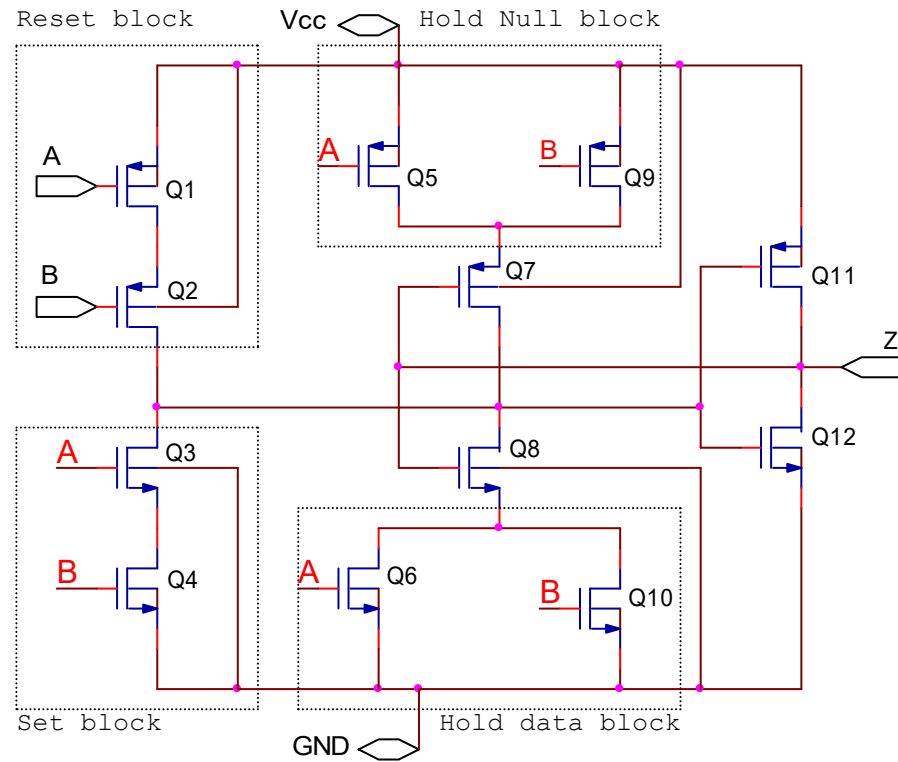 Reset block
Vcc
Hold Null block
A
Q1
A
Q5
B
Q9
B
Q2
Q7
Q11
Z
A
Q3
Q8
Q12
B
Q4
A
Q6
B
Q10
Set block
Hold data block
GND